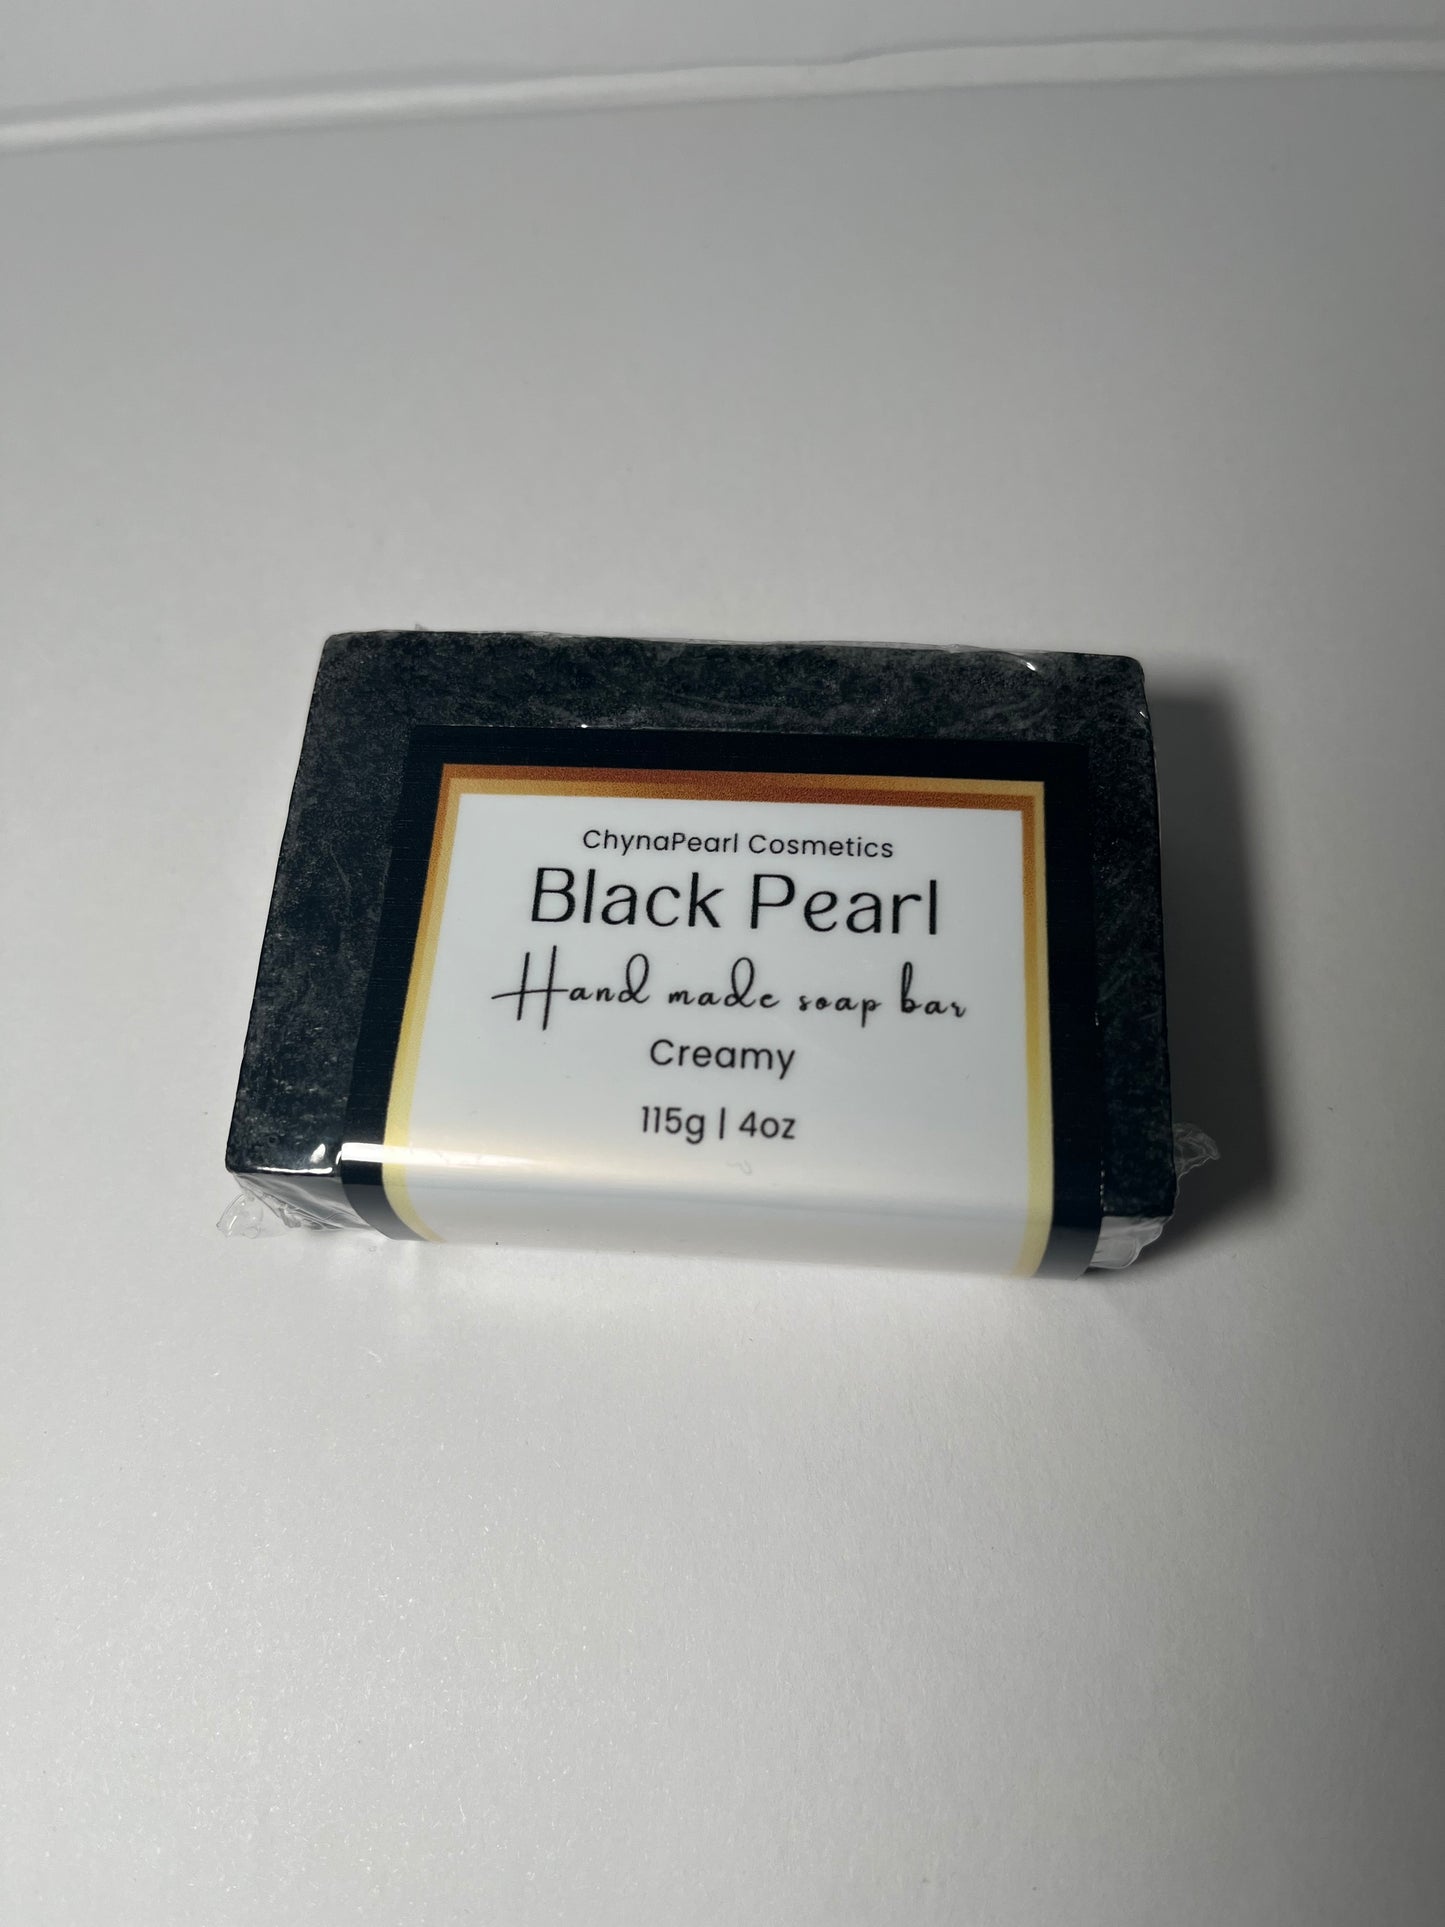 ChynaPearl Cosmetics
Black Pearl
Hand made soap bar
Creamy
115g | 4oz